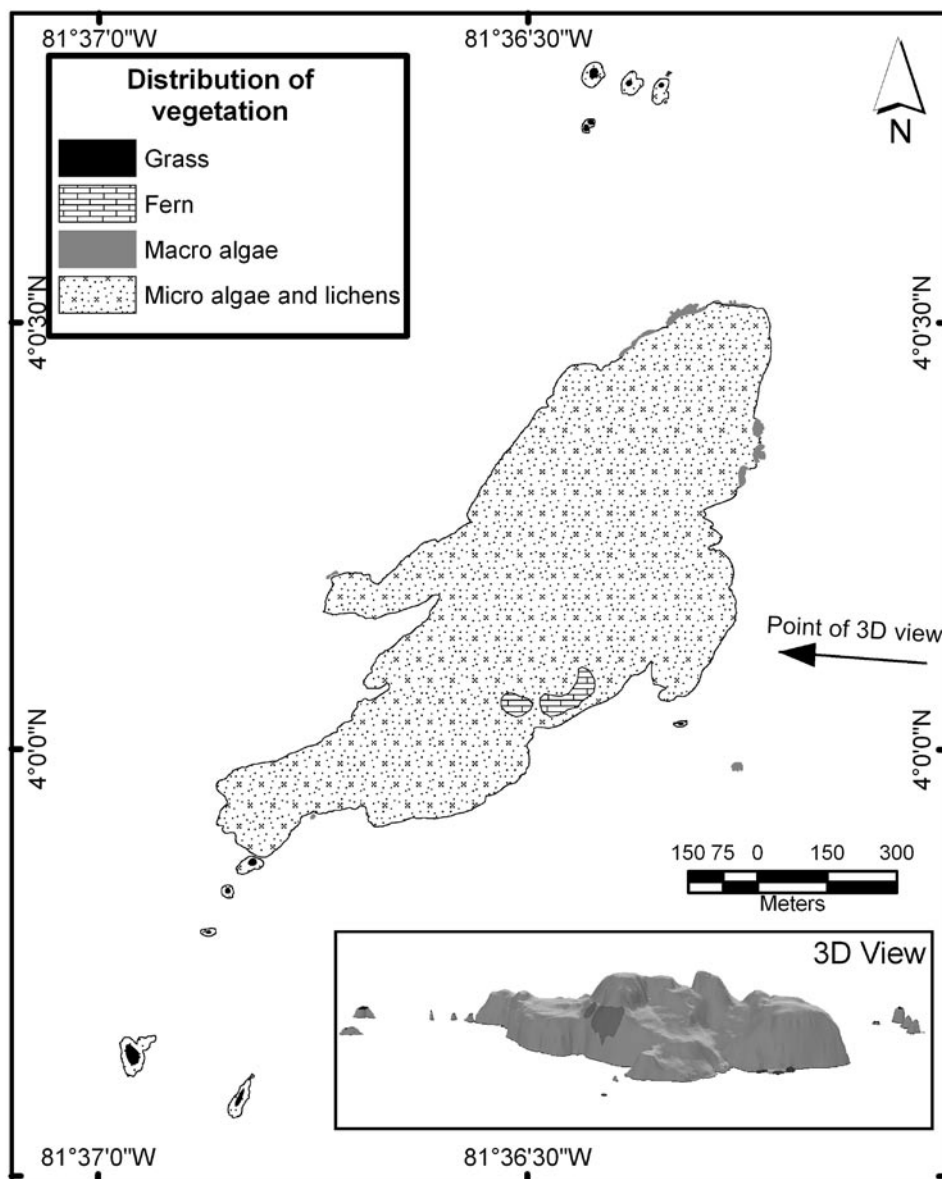 81°37'0"W
81°36'30"W
Distribution of
vegetation
Grass
Fern
Macro algae
Micro algae and lichens
N
4°0'30"N
4°0'30"N
Point of 3D view
4°0'0"N
4°0'0"N
150 75 0 150 300
Meters
3D View
81°37'0"W
81°36'30"W